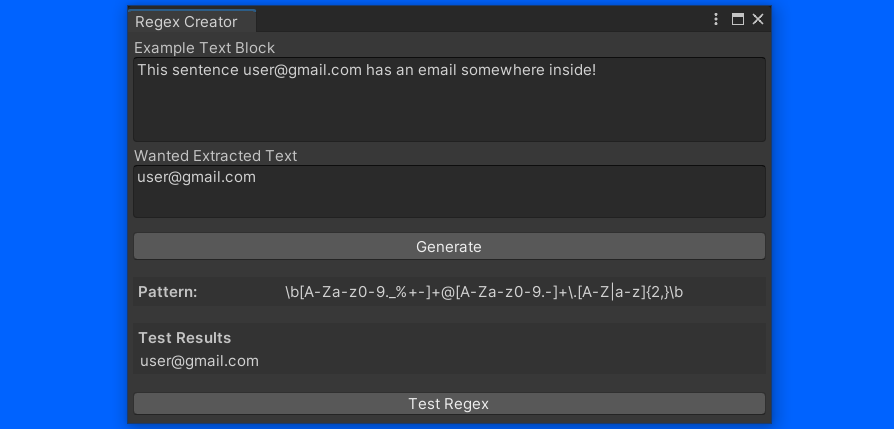 Regex Creator
Example Text Block
This sentence user@gmail.com has an email somewhere inside!
Wanted Extracted Text
user@gmail.com
Generate
Pattern: \b[A-Za-z0-9._%+-]+@[A-Za-z0-9.-]+\.[A-Z|a-z]{2,}\b
Test Results
user@gmail.com
Test Regex